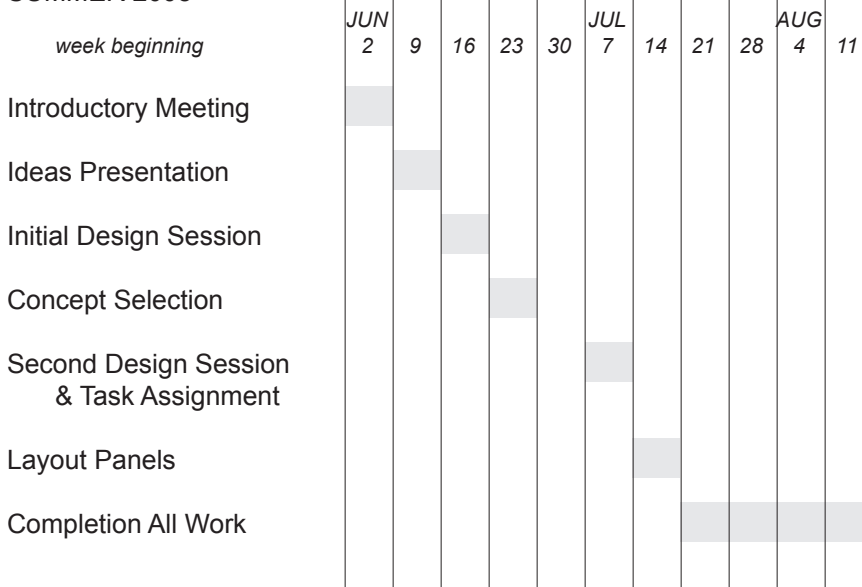 JUN JUL AUG
week beginning 2 9 16 23 30 7 14 21 28 4 11
Introductory Meeting
Ideas Presentation
Initial Design Session
Concept Selection
Second Design Session
& Task Assignment
Layout Panels
Completion All Work